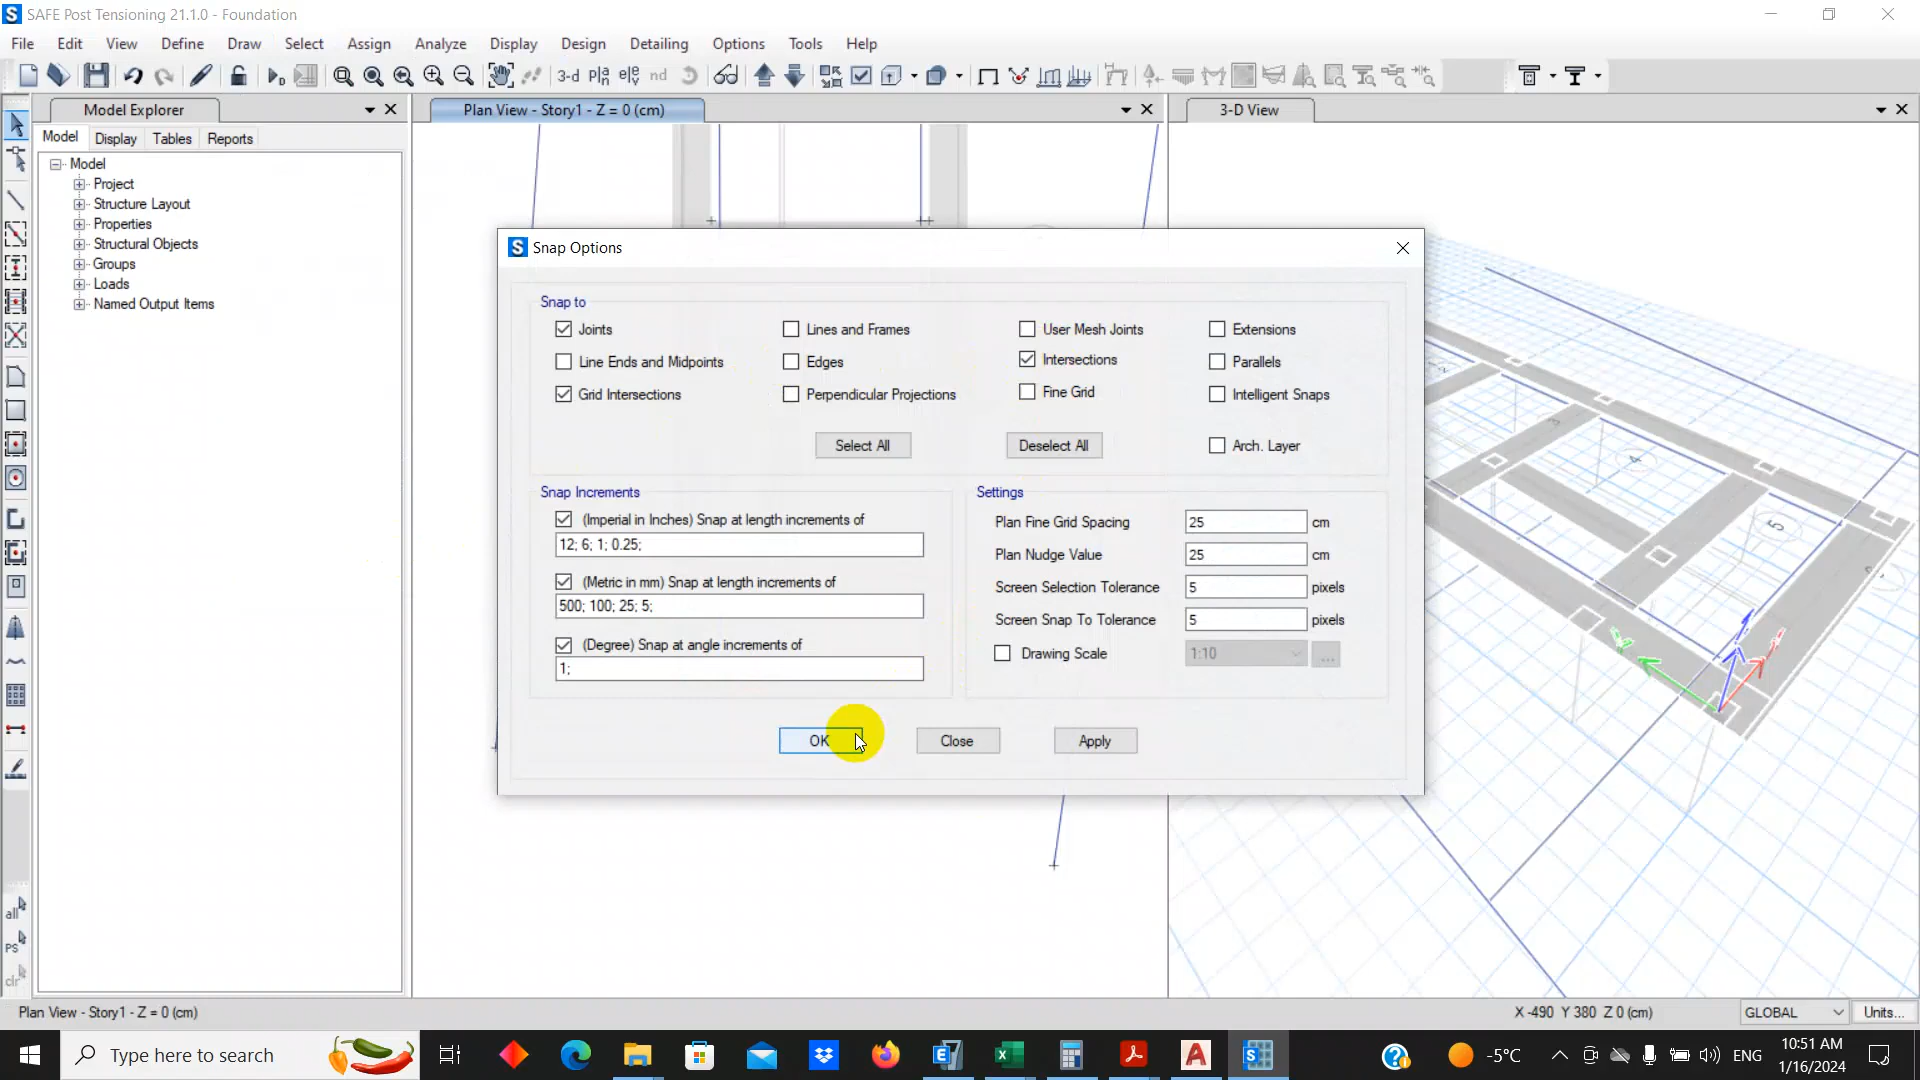 SAFE Post Tensioning 21.1.0 - Foundation
File Edit View Define Draw Select Assign Analyze Display Design Detailing Options Tools Help
3-d
nd
Model Explorer
Plan View - Story1 - Z = 0 (cm)
3-D View
Model Display Tables Reports
Model
Project
Structure Layout
Properties
Structural Objects
Groups
Loads
Named Output Items
Snap Options
Snap to
Joints
Lines and Frames
User Mesh Joints
Extensions
Line Ends and Midpoints
Edges
Intersections
Parallels
Grid Intersections
Perpendicular Projections
Fine Grid
Intelligent Snaps
Select All
Deselect All
Arch. Layer
Snap Increments
(Imperial in Inches) Snap at length increments of
12; 6; 1; 0.25;
(Metric in mm) Snap at length increments of
500; 100; 25; 5;
(Degree) Snap at angle increments of
1;
Settings
Plan Fine Grid Spacing 25 cm
Plan Nudge Value 25 cm
Screen Selection Tolerance 5 pixels
Screen Snap To Tolerance 5 pixels
Drawing Scale 1:10 ...
OK Close Apply
4
5
all
PS
clr
Plan View - Story1 - Z = 0 (cm)
X -490 Y 380 Z 0 (cm)
GLOBAL
Units...
Type here to search
-5°C
ENG
10:51 AM
1/16/2024